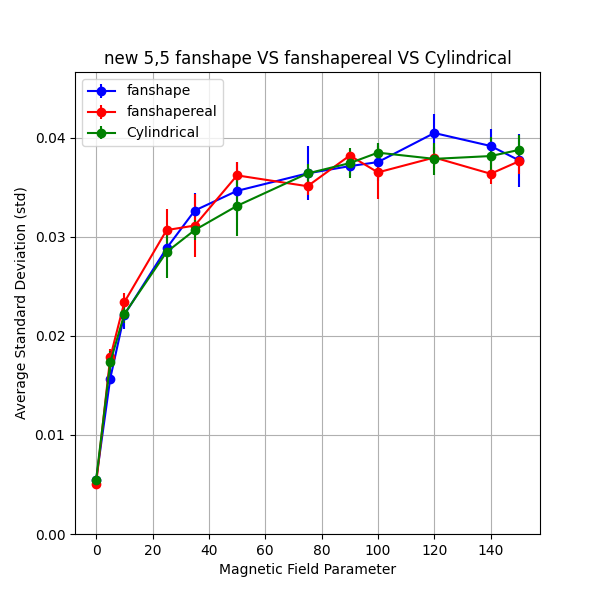 new 5,5 fanshape VS fanshapereal VS Cylindrical
fanshape
fanshapereal
Cylindrical
0.04
0.03
0.02
0.01
0.00
Average Standard Deviation (std)
0 20 40 60 80 100 120 140
Magnetic Field Parameter